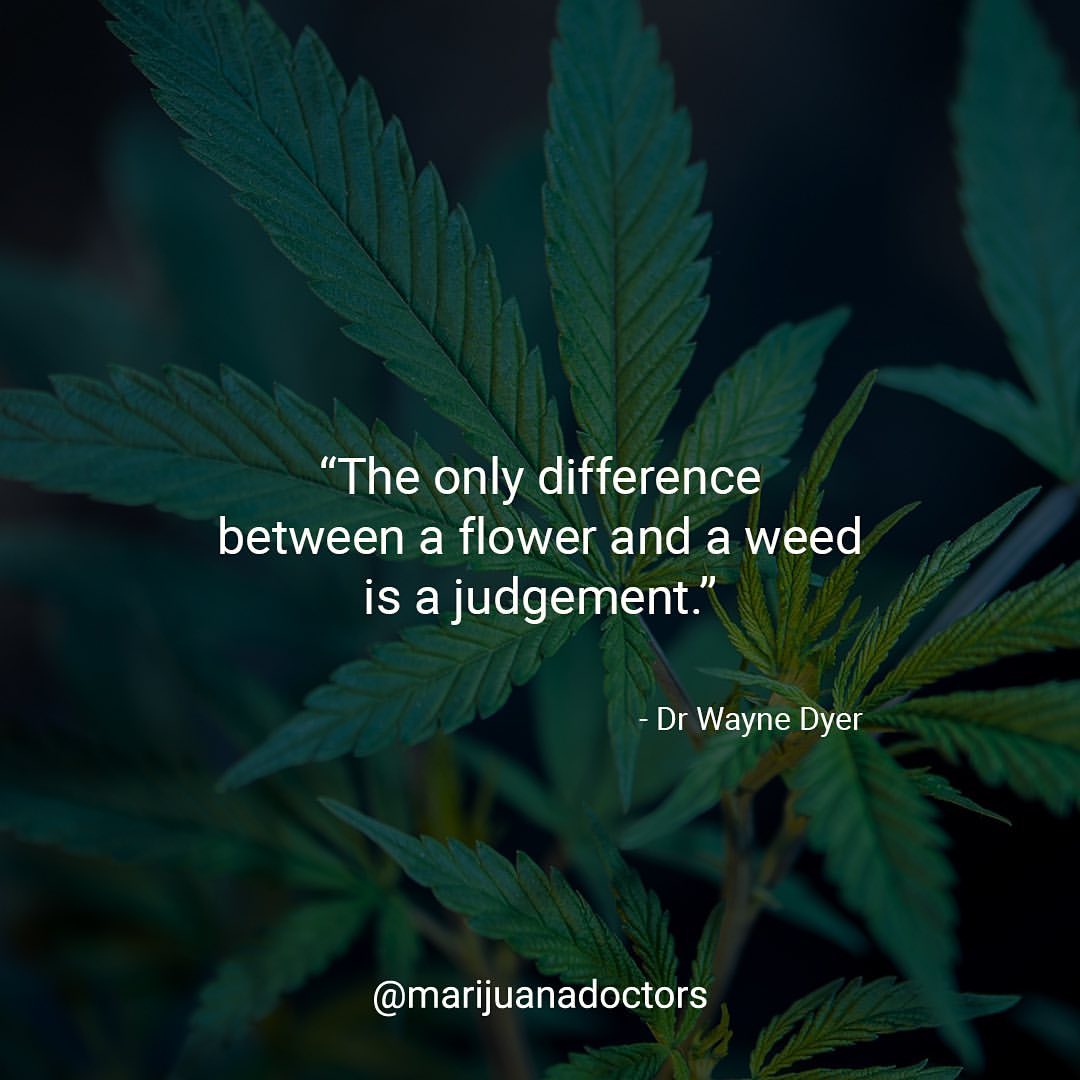 “The only difference
between a flower and a weed
is a judgement.”
- Dr Wayne Dyer
@marijuanadoctors